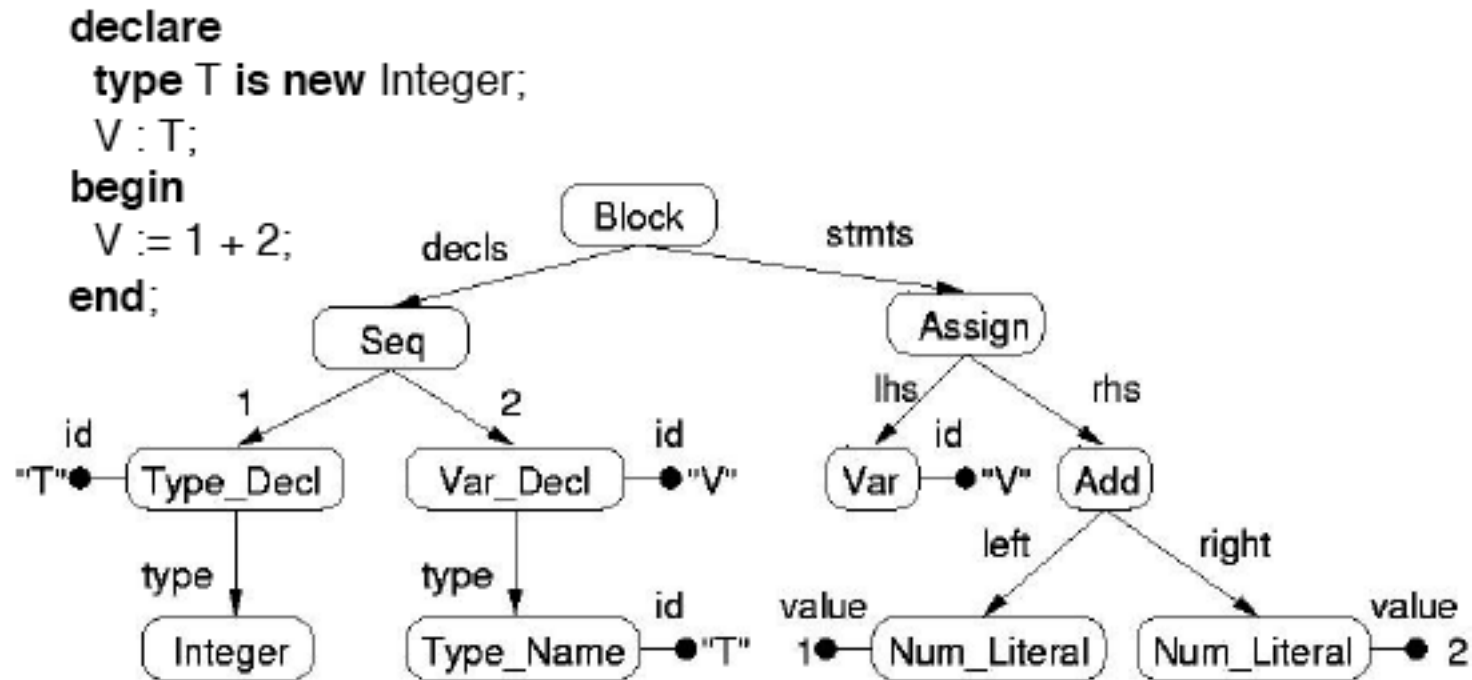 declare
type T is new Integer;
V : T;
begin
V := 1 + 2;
end;
Block
decls
stmts
Seq
Assign
1
2
lhs
rhs
id
id
id
"T"
Type_Decl
Var_Decl
"V"
Var
"V"
Add
type
type
left
right
id
value
value
Integer
Type_Name
"T"
1
Num_Literal
Num_Literal
2